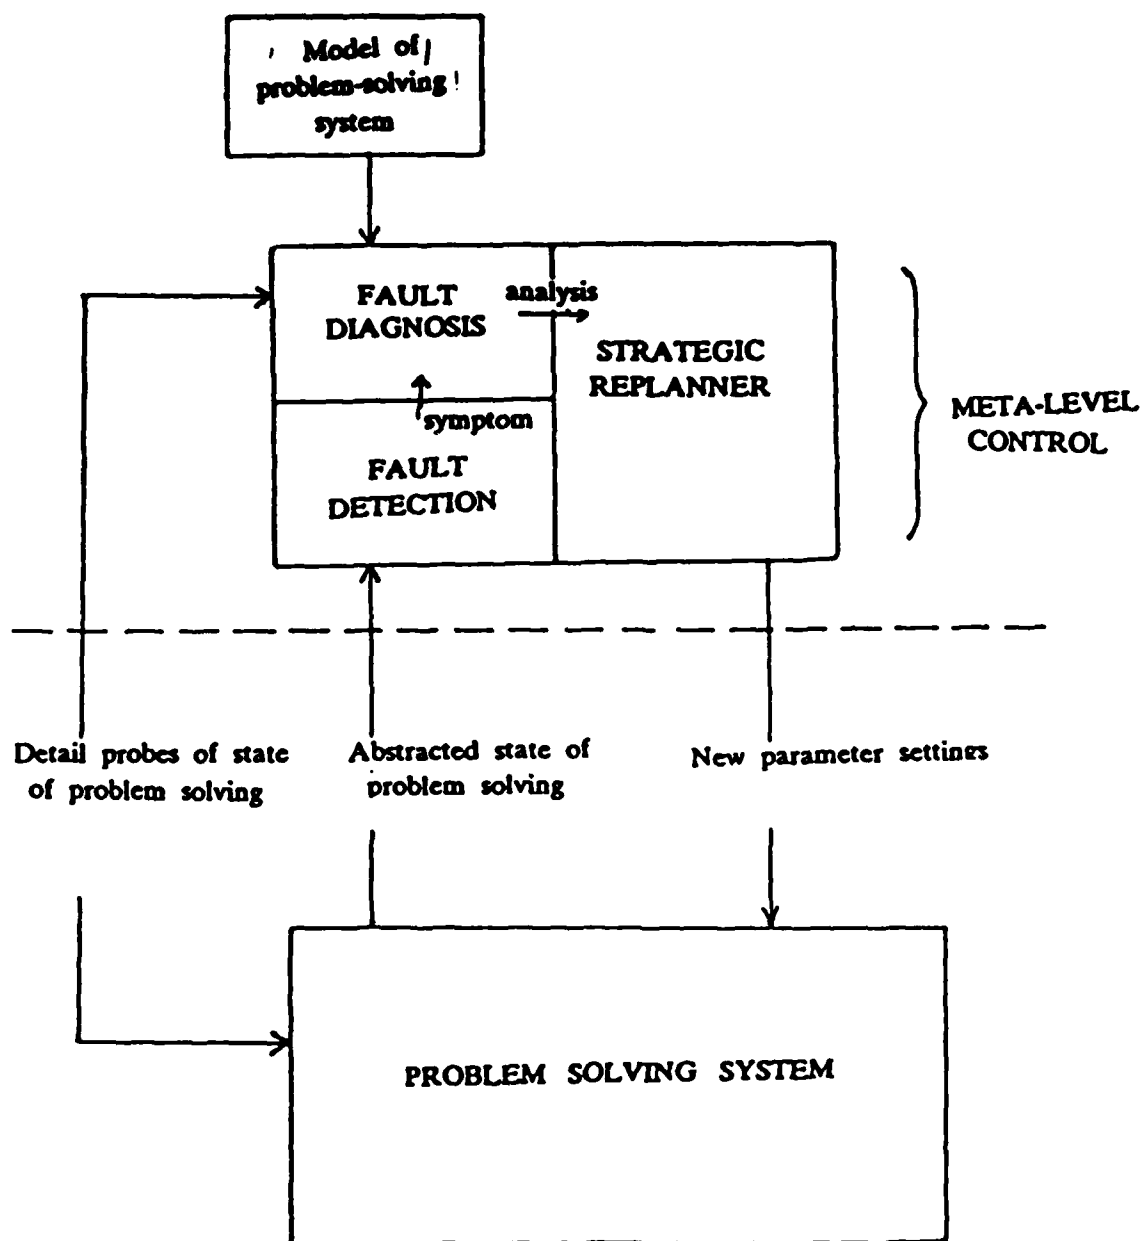 Model of
problem-solving
system
FAULT
DIAGNOSIS
analysis
STRATEGIC
REPLANNER
symptom
FAULT
DETECTION
META-LEVEL
CONTROL
Detail probes of state
of problem solving
Abstracted state of
problem solving
New parameter settings
PROBLEM SOLVING SYSTEM